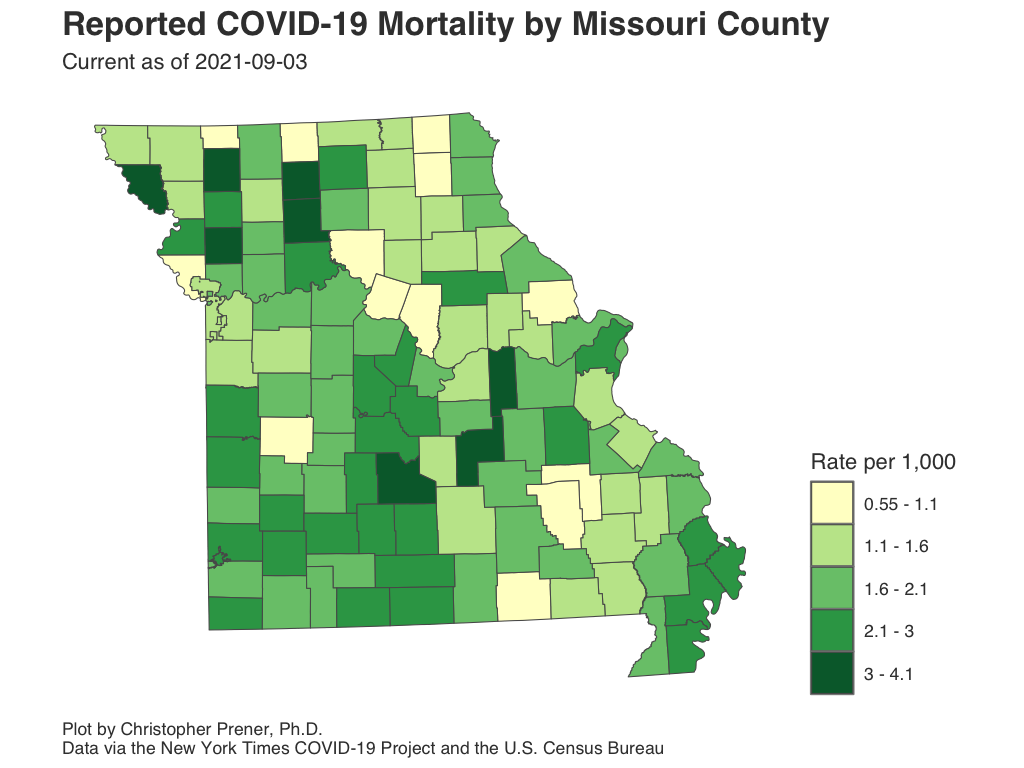 Reported COVID-19 Mortality by Missouri County
Current as of 2021-09-03
Rate per 1,000
0.55 - 1.1
1.1 - 1.6
1.6 - 2.1
2.1 - 3
3 - 4.1
Plot by Christopher Prener, Ph.D.
Data via the New York Times COVID-19 Project and the U.S. Census Bureau